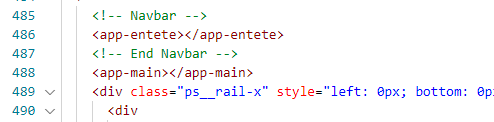 485 <!-- Navbar -->
486 <app-entete></app-entete>
487 <!-- End Navbar -->
488 <app-main></app-main>
489 <div class="ps__rail-x" style="left: 0px; bottom: 0p
490 <div